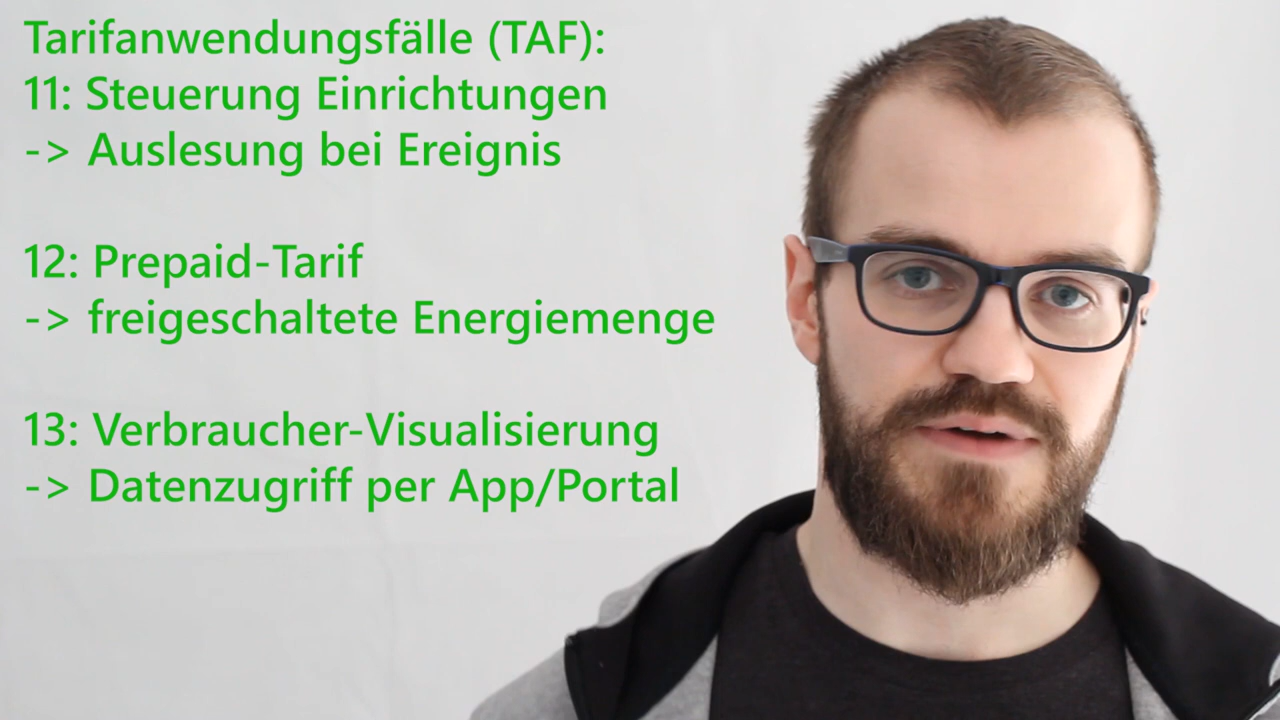 Tarifanwendungsfälle (TAF):
11: Steuerung Einrichtungen
-> Auslesung bei Ereignis
12: Prepaid-Tarif
-> freigeschaltete Energiemenge
13: Verbraucher-Visualisierung
-> Datenzugriff per App/Portal